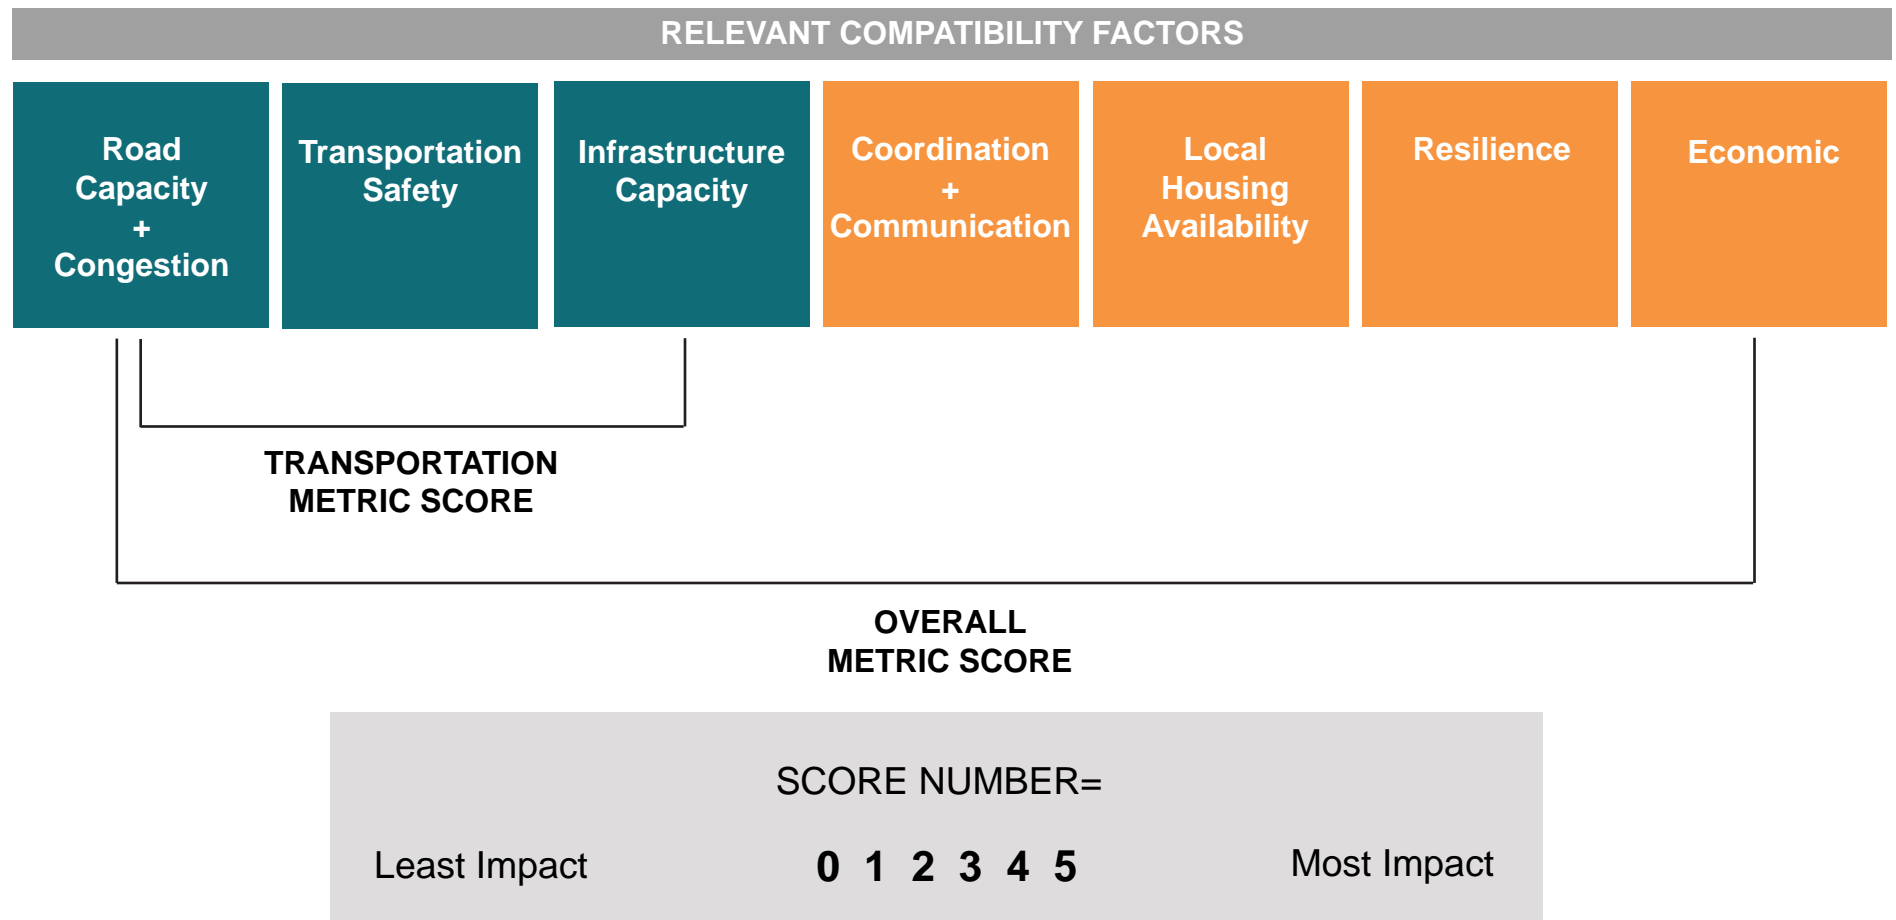 RELEVANT COMPATIBILITY FACTORS
Road
Capacity
+
Congestion
Transportation
Safety
Infrastructure
Capacity
Coordination
+
Communication
Local
Housing
Availability
Resilience
Economic
TRANSPORTATION
METRIC SCORE
OVERALL
METRIC SCORE
SCORE NUMBER=
Least Impact 0 1 2 3 4 5 Most Impact